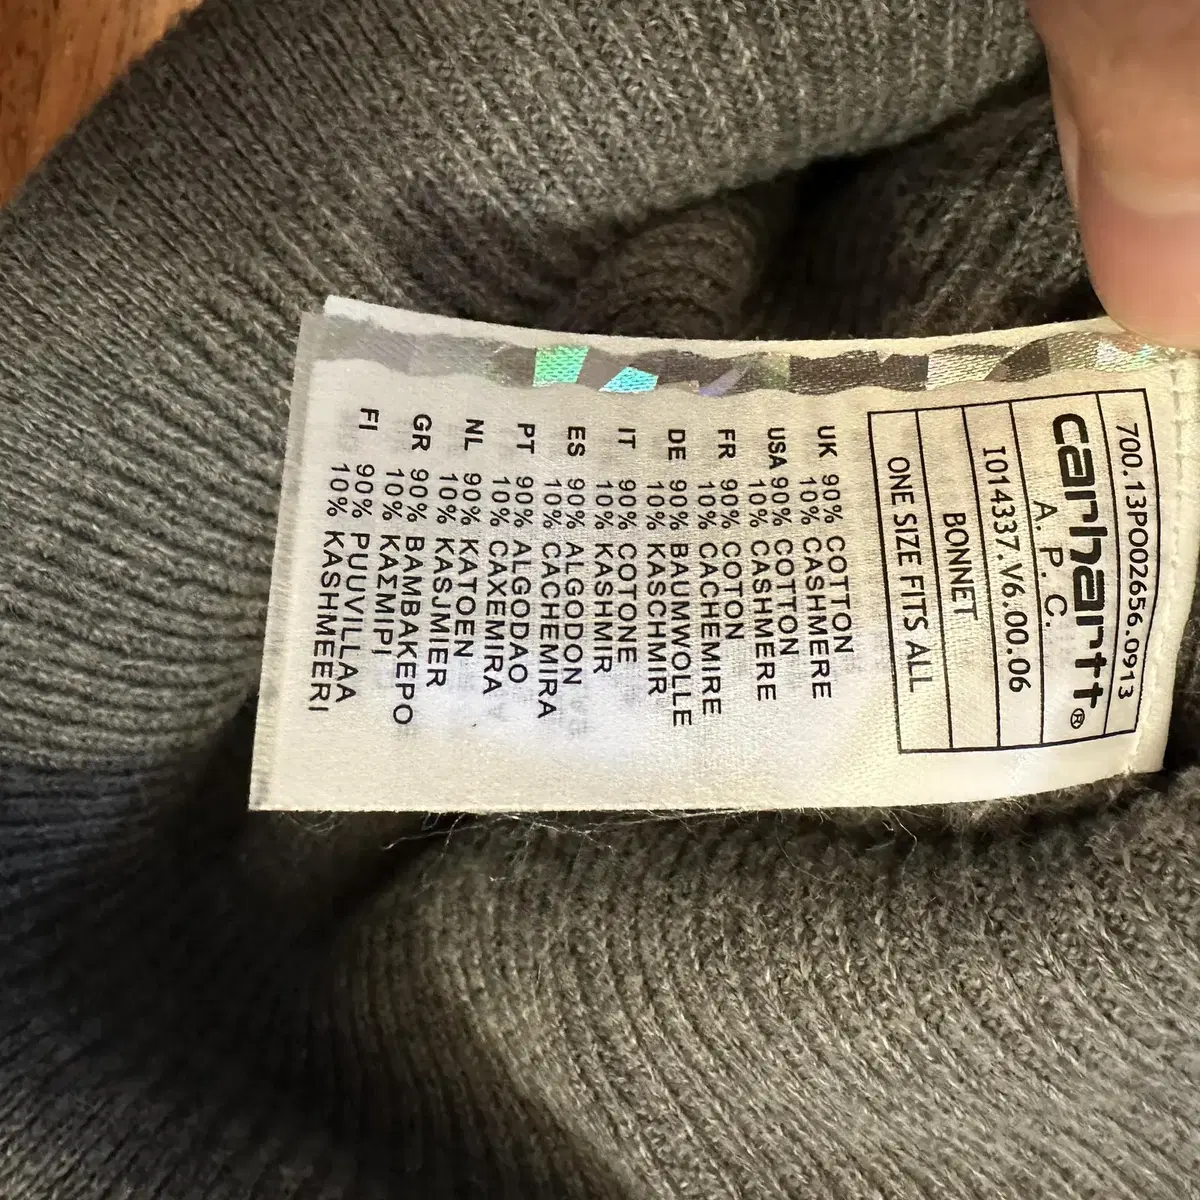 700.13PO02656.0913
carhartt®
A. P. C.
I014337.V6.00.06
BONNET
ONE SIZE FITS ALL
UK 90% COTTON
10% CASHMERE
USA 90% COTTON
10% CASHMERE
FR 90% COTON
10% CACHEMIRE
DE 90% BAUMWOLLE
10% KASCHMIR
IT 90% COTONE
10% KASHMIR
ES 90% ALGODON
10% CACHEMIRA
PT 90% ALGODAO
10% CAXEMIRA
NL 90% KATOEN
10% KASJMIER
GR 90% BAMBAKEPO
10% ΚΑΣΜΙΡΙ
FI 90% PUUVILLAA
10% KASHMEERI